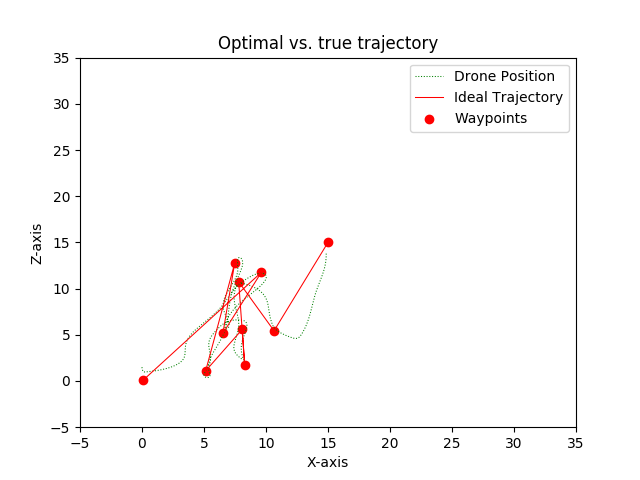 Optimal vs. true trajectory
Drone Position
Ideal Trajectory
Waypoints
Z-axis
35
30
25
20
15
10
5
0
−5
−5 0 5 10 15 20 25 30 35
X-axis